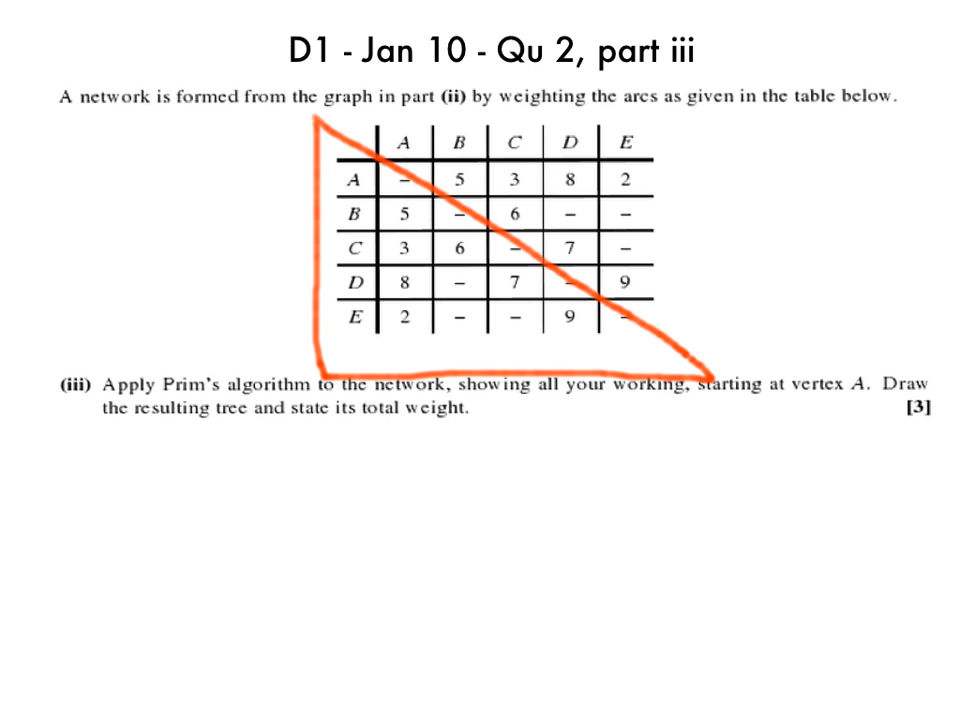 D1 - Jan 10 - Qu 2, part iii
A network is formed from the graph in part (ii) by weighting the arcs as given in the table below.
A B C D E
A – 5 3 8 2
B 5 – 6 – –
C 3 6 – 7 –
D 8 – 7 – 9
E 2 – – 9 –
(iii) Apply Prim's algorithm to the network, showing all your working, starting at vertex A. Draw
the resulting tree and state its total weight. [3]